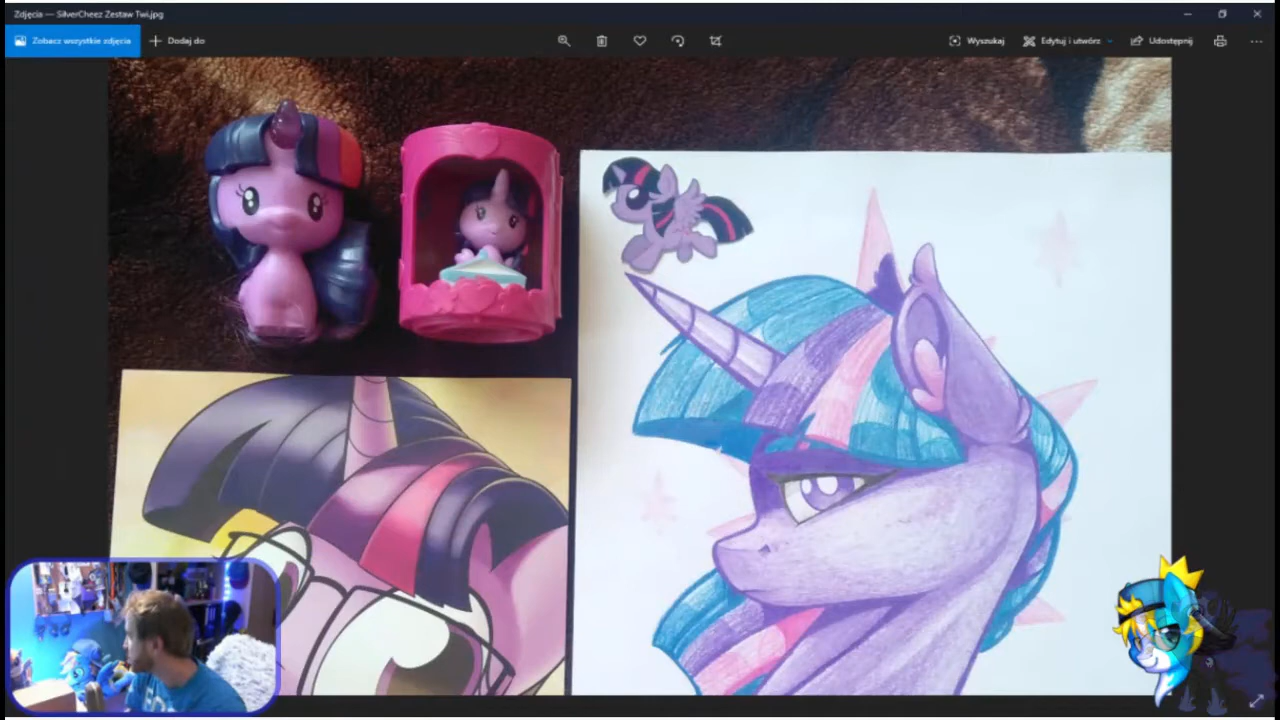 Zdjęcia — SilverCheez Zestaw Twi.jpg
Zobacz wszystkie zdjęcia
Dodaj do
Wyszukaj
Edytuj i utwórz
Udostępnij